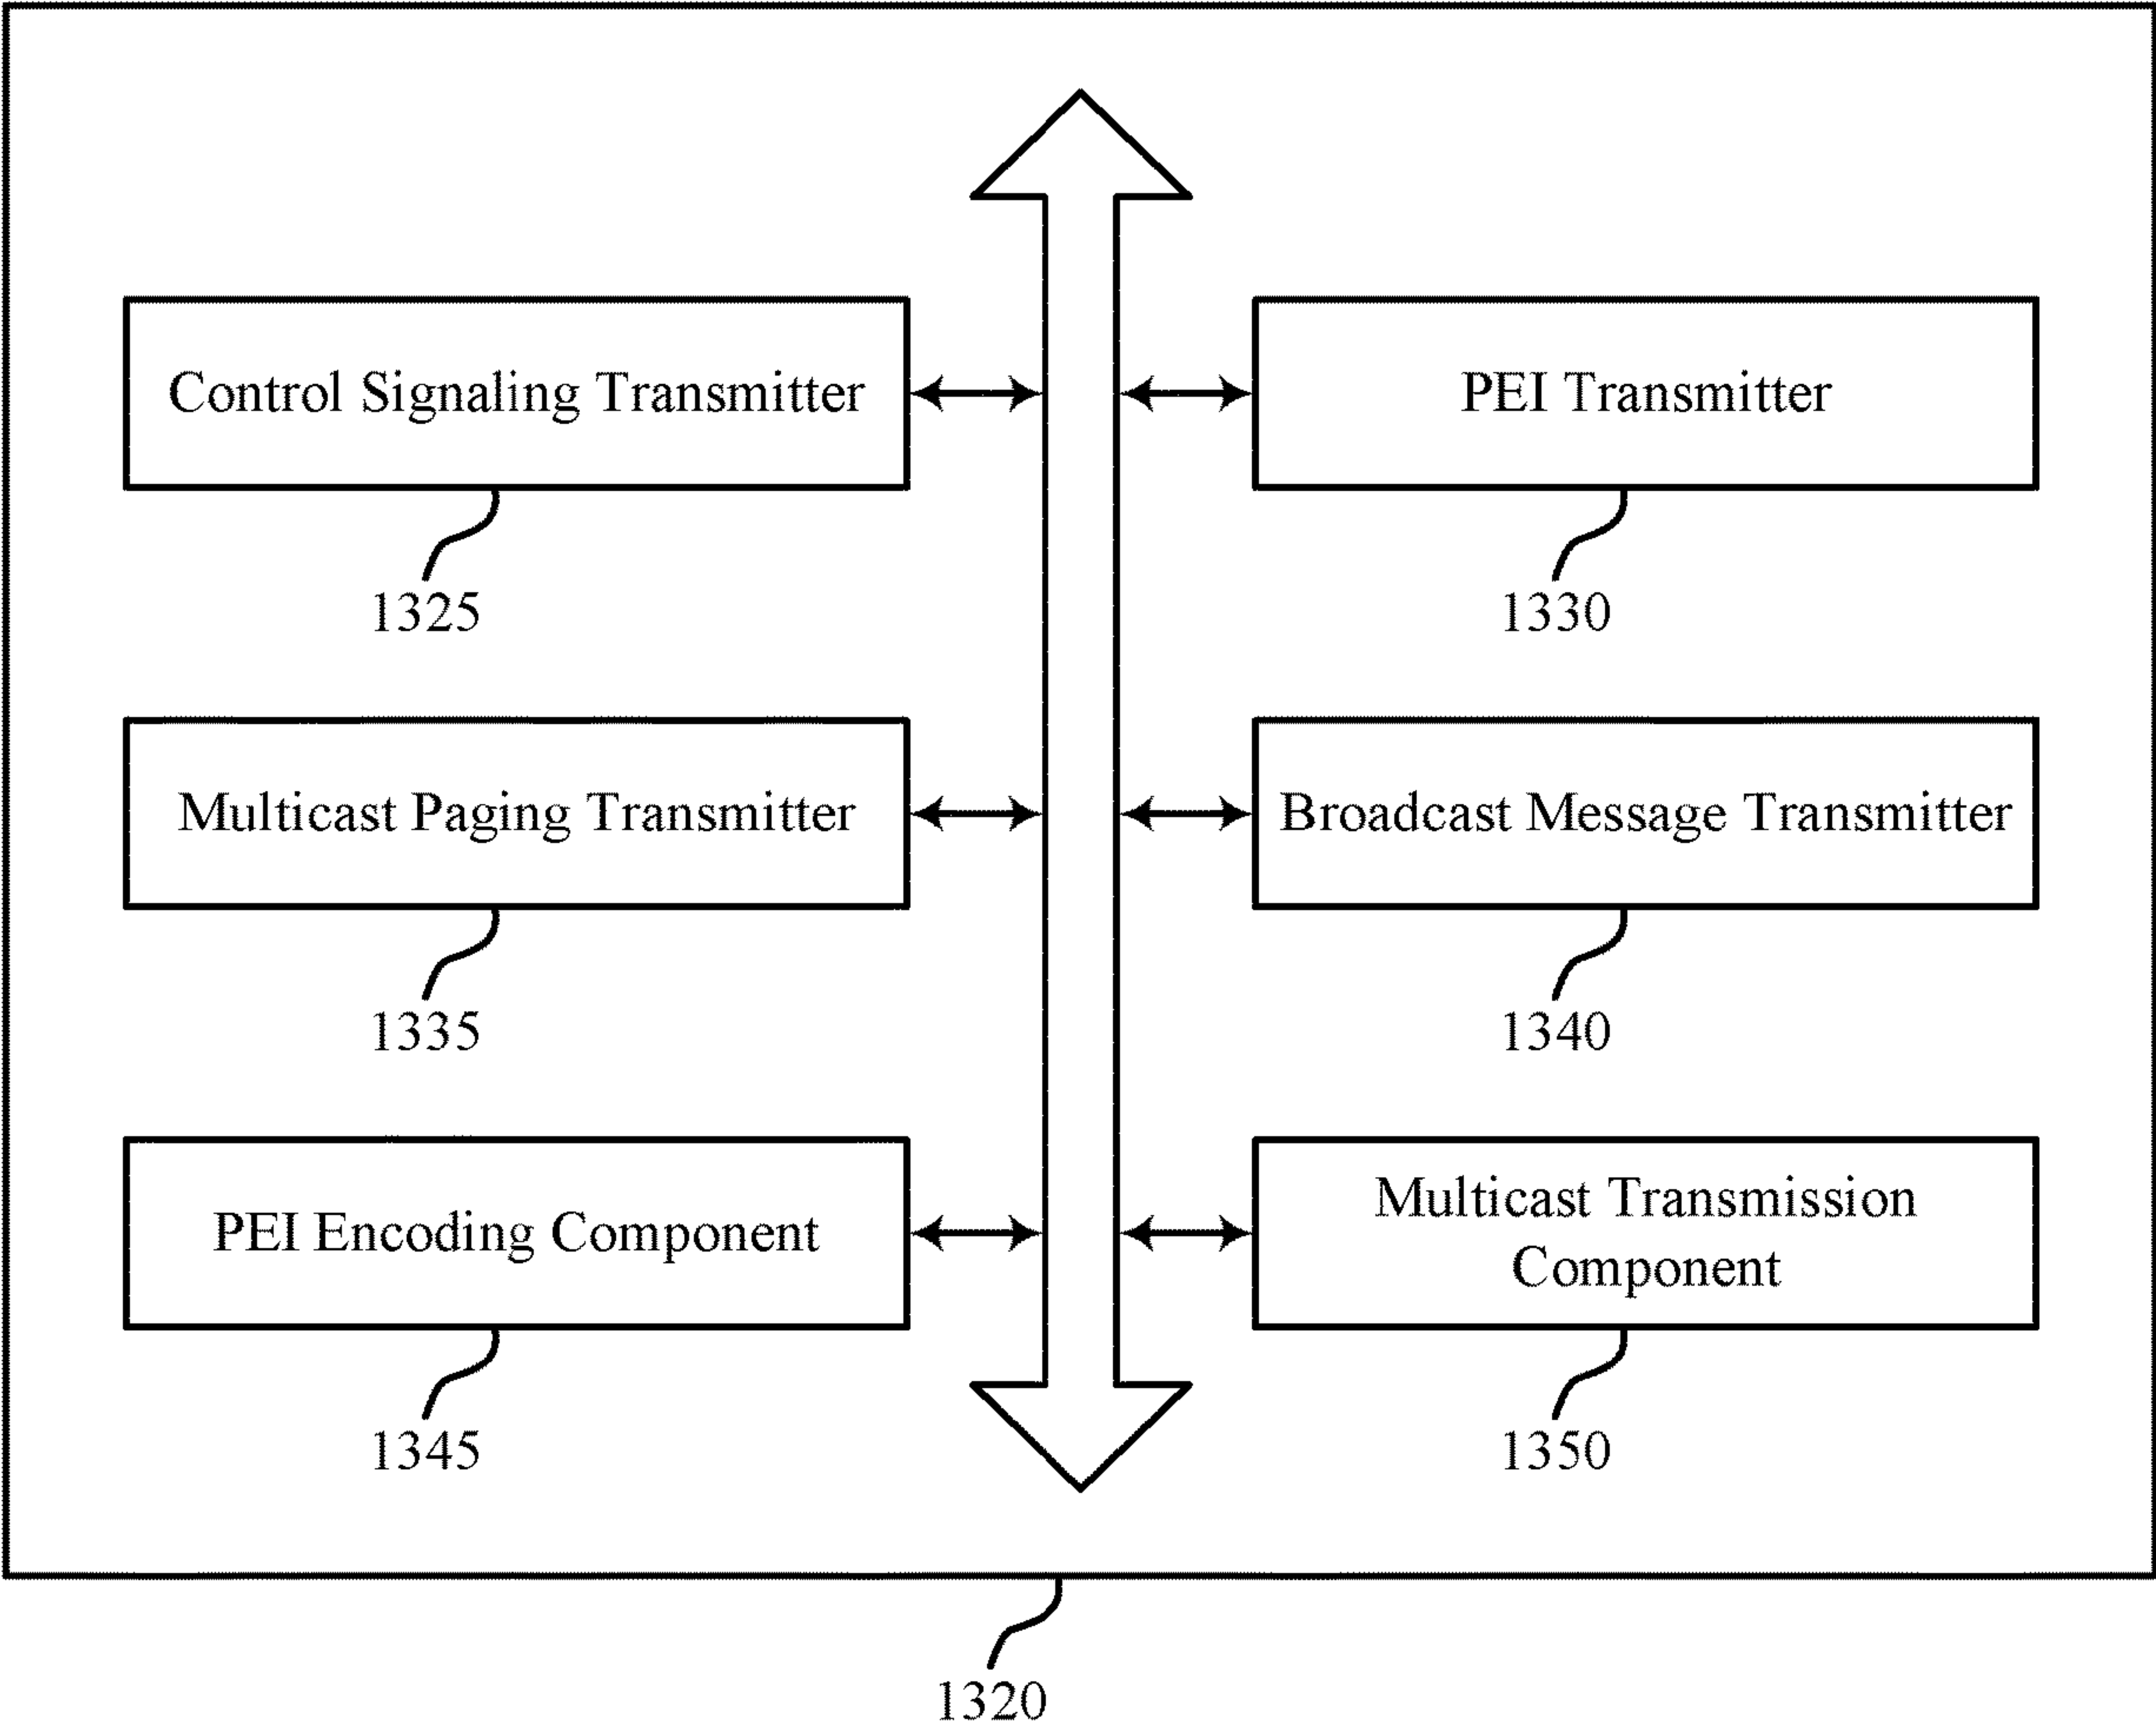 Control Signaling Transmitter
PEI Transmitter
1325
1330
Multicast Paging Transmitter
Broadcast Message Transmitter
1335
1340
PEI Encoding Component
Multicast Transmission
Component
1345
1350
1320